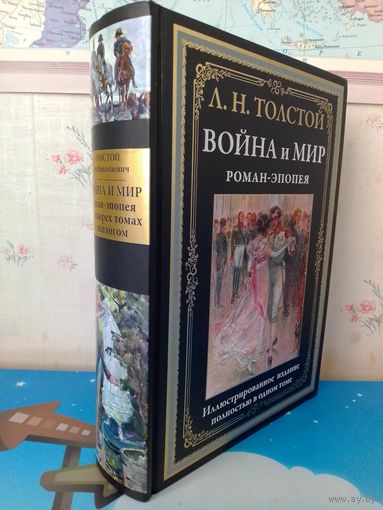 Л. Н. ТОЛСТОЙ
ВОЙНА и МИР
РОМАН-ЭПОПЕЯ
Иллюстрированное издание
полностью в одном томе
ТОЛСТОЙ
Николаевич
ВОЙНА И МИР
роман-эпопея
томах
эпилогом
www.ay.by